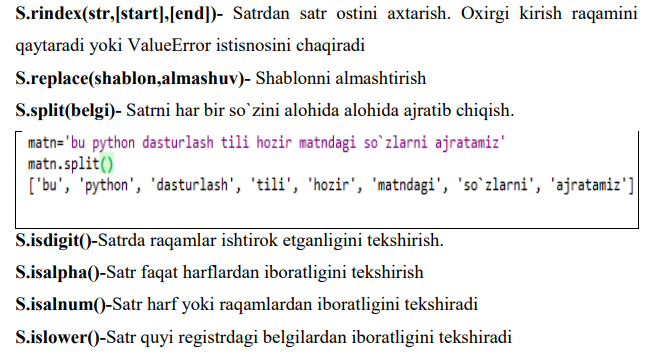 S.rindex(str,[start],[end])- Satrdan satr ostini axtarish. Oxirgi kirish raqamini
qaytaradi yoki ValueError istisnosini chaqiradi
S.replace(shablon,almashuv)- Shablonni almashtirish
S.split(belgi)- Satrni har bir so`zini alohida alohida ajratib chiqish.
matn='bu python dasturlash tili hozir matndagi so`zlarni ajratamiz'
matn.split()
['bu', 'python', 'dasturlash', 'tili', 'hozir', 'matndagi', 'so`zlarni', 'ajratamiz']
S.isdigit()-Satrda raqamlar ishtirok etganligini tekshirish.
S.isalpha()-Satr faqat harflardan iboratligini tekshirish
S.isalnum()-Satr harf yoki raqamlardan iboratligini tekshiradi
S.islower()-Satr quyi registrdagi belgilardan iboratligini tekshiradi